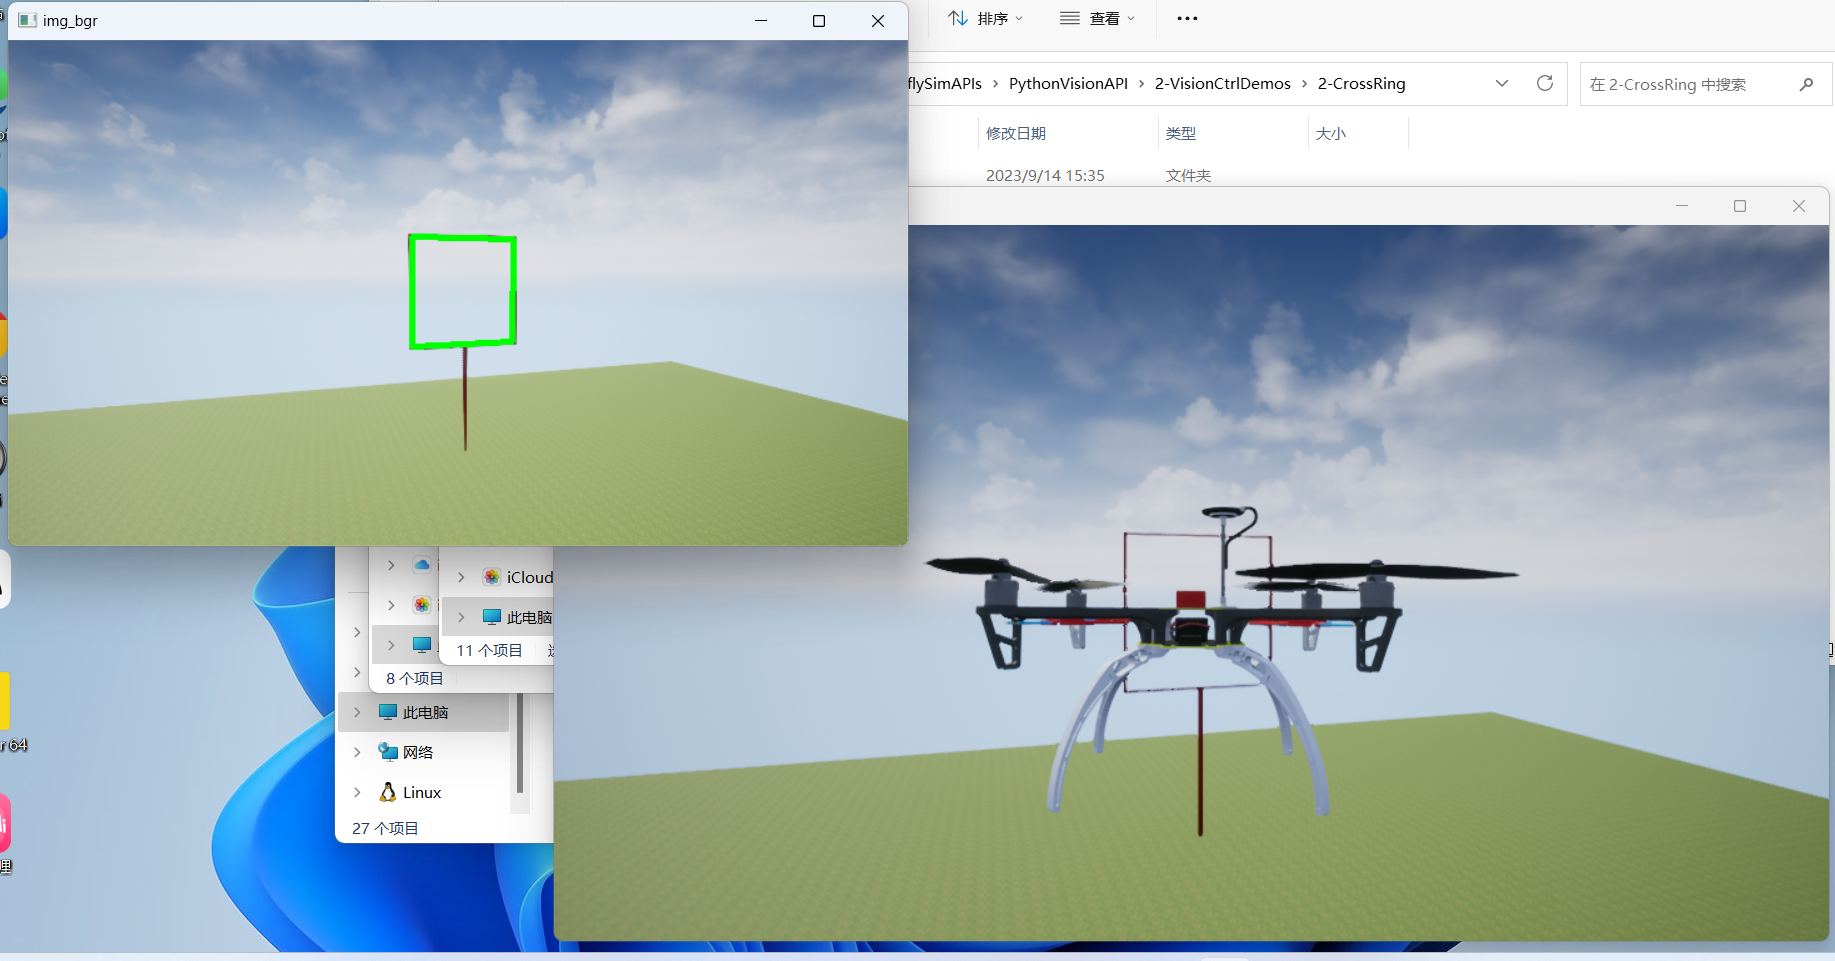 img_bgr
排序
查看
flySimAPIs
PythonVisionAPI
2-VisionCtrlDemos
2-CrossRing
在 2-CrossRing 中搜索
修改日期
类型
大小
2023/9/14 15:35
文件夹
iCloud
此电脑
11 个项目
8 个项目
此电脑
网络
Linux
27 个项目
r 64
理